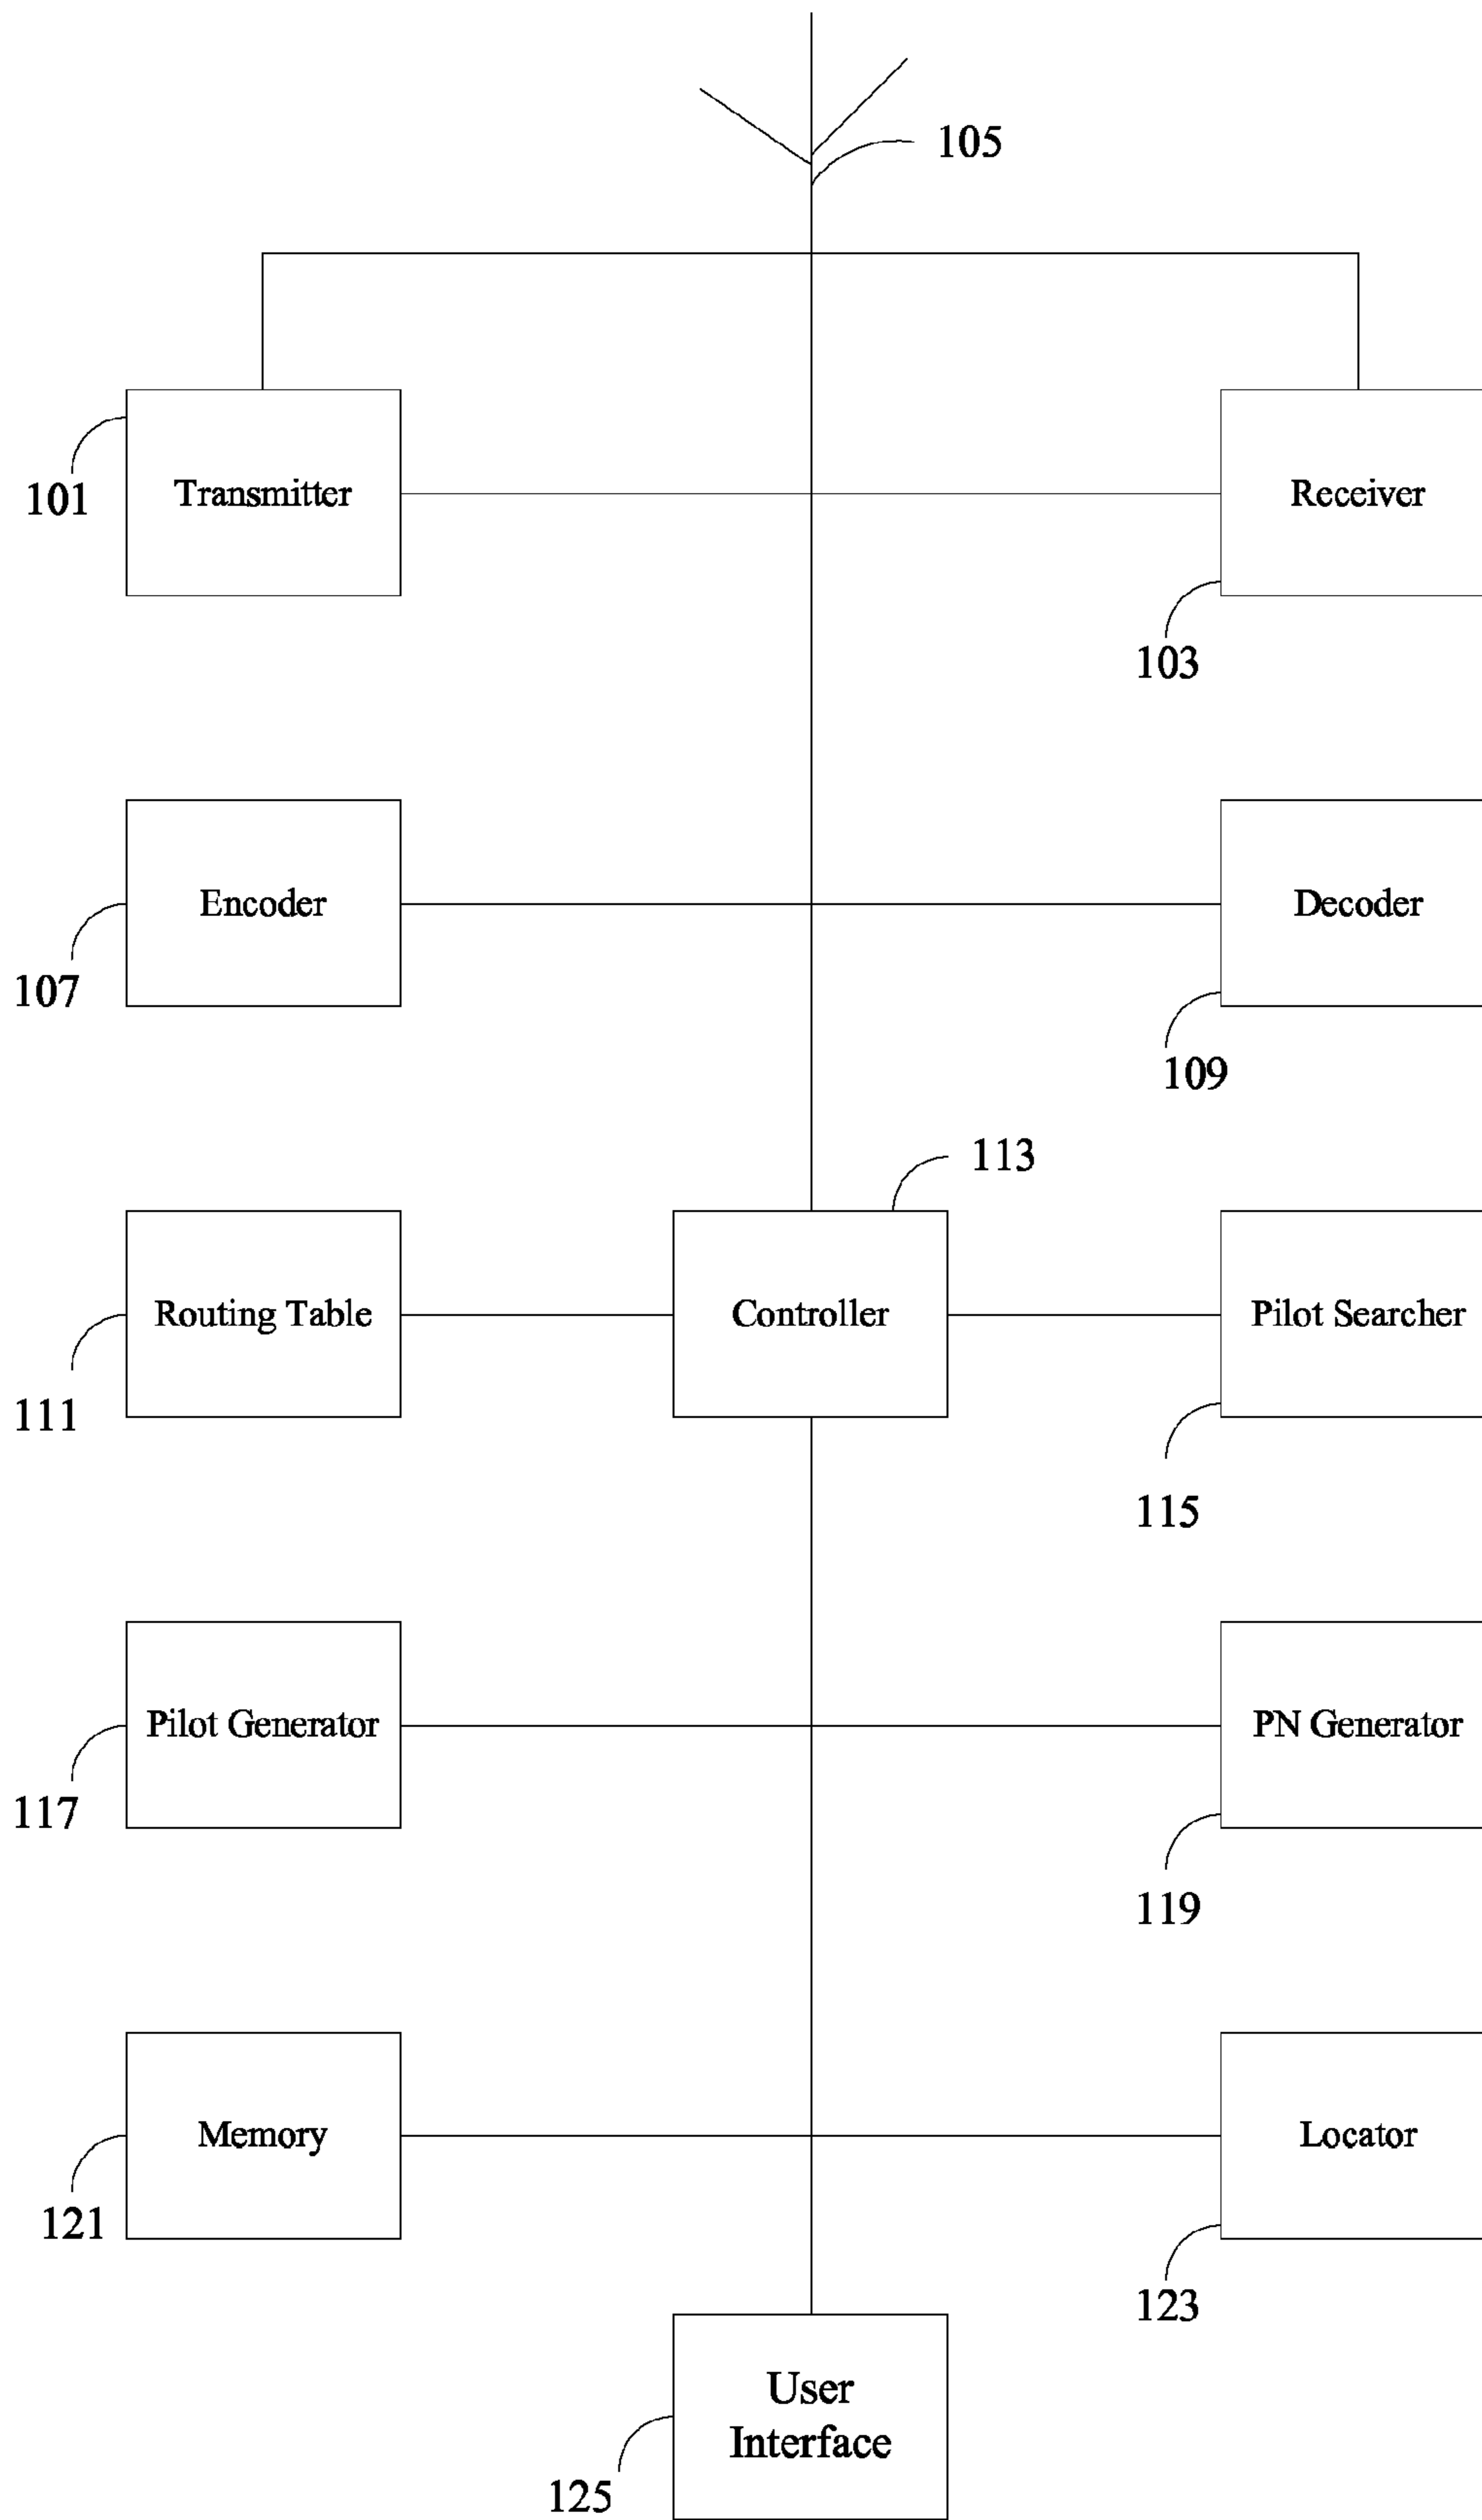 105
Transmitter
Receiver
101
103
Encoder
Decoder
107
109
113
Routing Table
Controller
Pilot Searcher
111
115
Pilot Generator
PN Generator
117
119
Memory
Locator
121
123
User
Interface
125